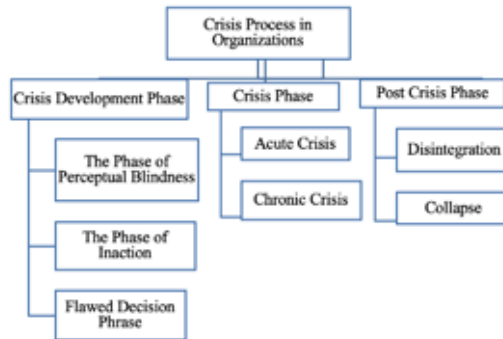 Crisis Process in
Organizations
Crisis Development Phase
Crisis Phase
Post Crisis Phase
The Phase of
Perceptual Blindness
The Phase of
Inaction
Flawed Decision
Phrase
Acute Crisis
Chronic Crisis
Disintegration
Collapse